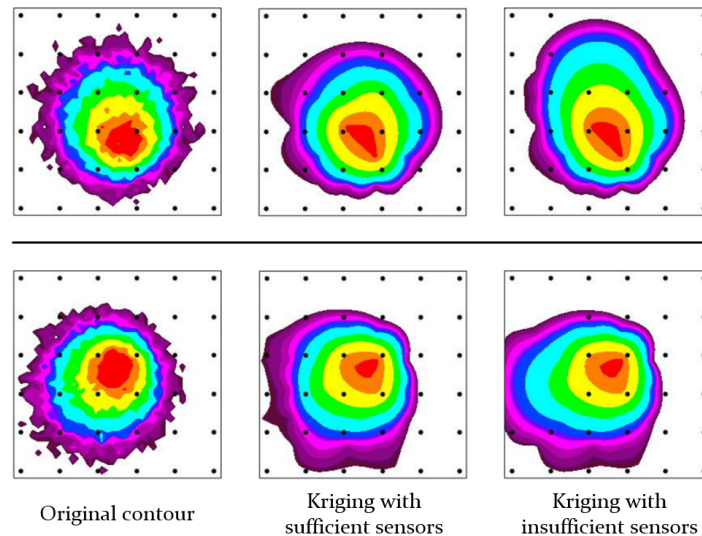 Original contour
Kriging with
sufficient sensors
Kriging with
insufficient sensors